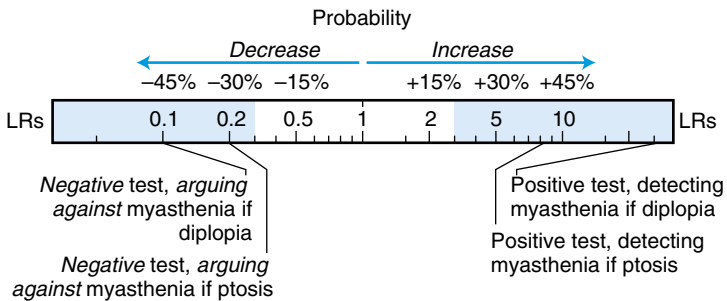 Probability
Decrease Increase
–45% –30% –15% +15% +30% +45%
LRs 0.1 0.2 0.5 1 2 5 10 LRs
Negative test, arguing
against myasthenia if
diplopia
Negative test, arguing
against myasthenia if ptosis
Positive test, detecting
myasthenia if diplopia
Positive test, detecting
myasthenia if ptosis